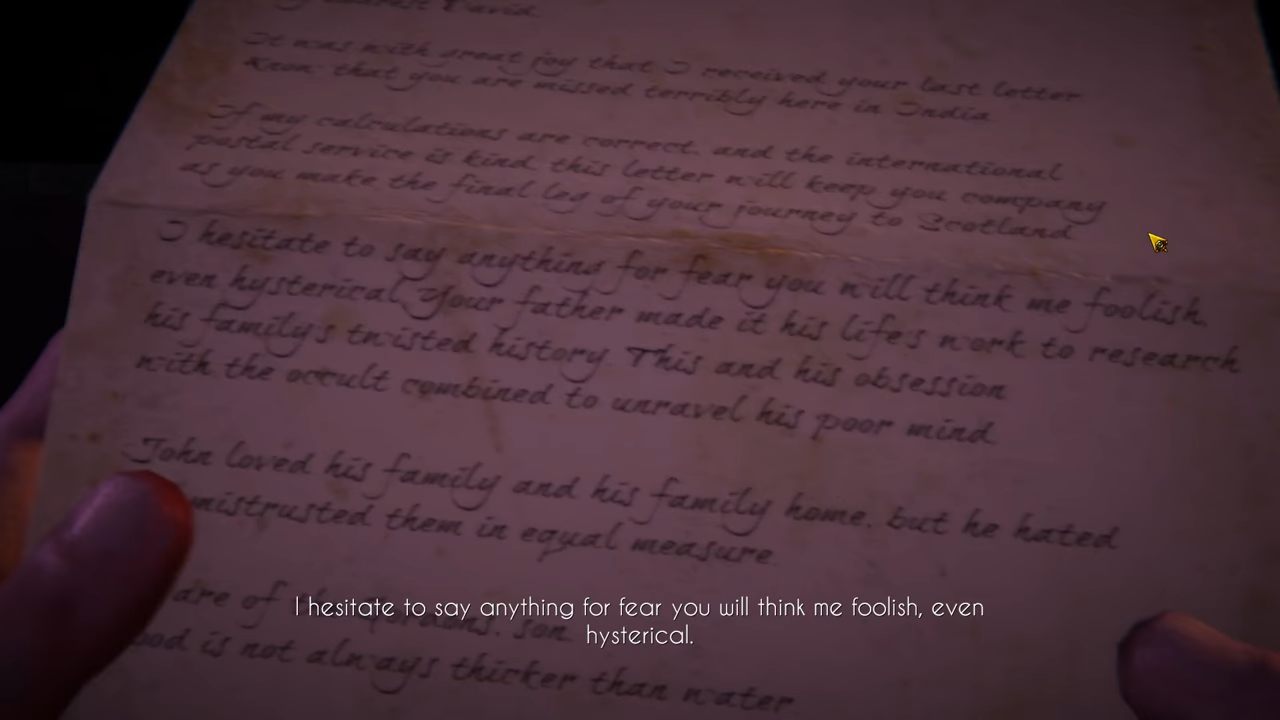 David
It was with great joy that I received your last letter
Know that you are missed terribly here in India
If my calculations are correct. and the international
postal service is kind, this letter will keep you company
as you make the final leg of your journey to Scotland
I hesitate to say anything for fear you will think me foolish,
even hysterical. Your father made it his life's work to research
his family's twisted history. This and his obsession
with the occult combined to unravel his poor mind.
John loved his family and his family home. but he hated
mistrusted them in equal measure.
of son
is not always thicker than water
I hesitate to say anything for fear you will think me foolish, even
hysterical.